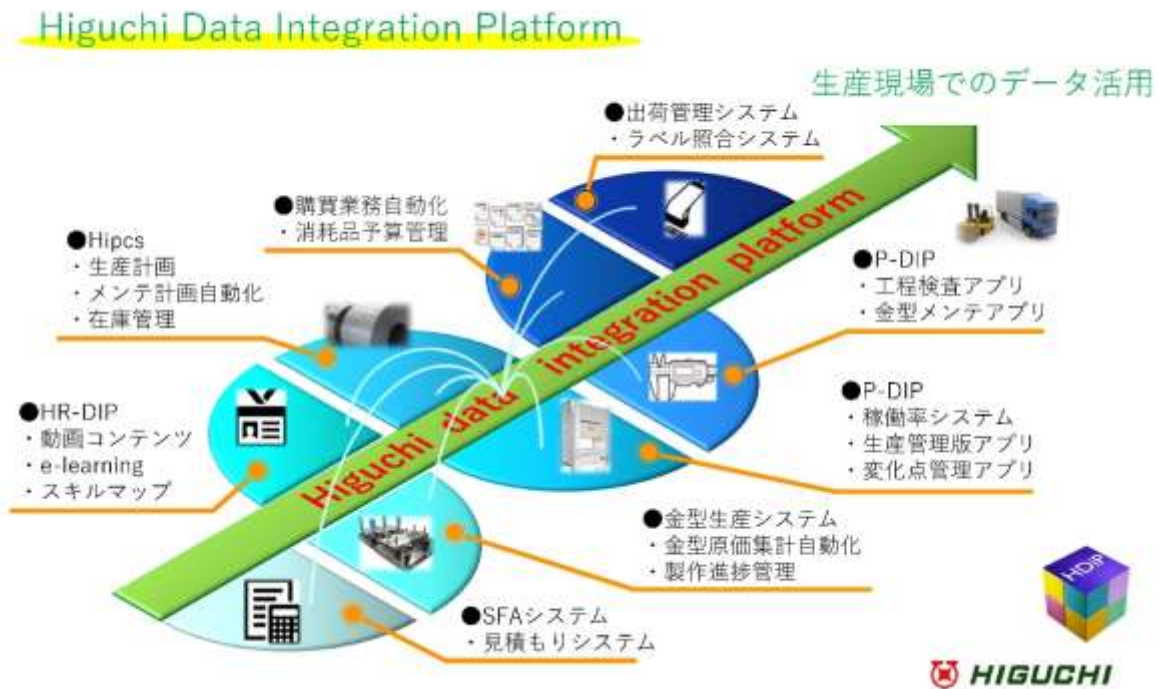 Higuchi Data Integration Platform
生産現場でのデータ活用
●出荷管理システム
・ラベル照合システム
●購買業務自動化
・消耗品予算管理
●Hipcs
・生産計画
・メンテ計画自動化
・在庫管理
●P-DIP
・工程検査アプリ
・金型メンテアプリ
●HR-DIP
・動画コンテンツ
・e-learning
・スキルマップ
●P-DIP
・稼働率システム
・生産管理版アプリ
・変化点管理アプリ
Higuchi data integration platform
●金型生産システム
・金型原価集計自動化
・製作進捗管理
●SFAシステム
・見積もりシステム
HDIP
HIGUCHI